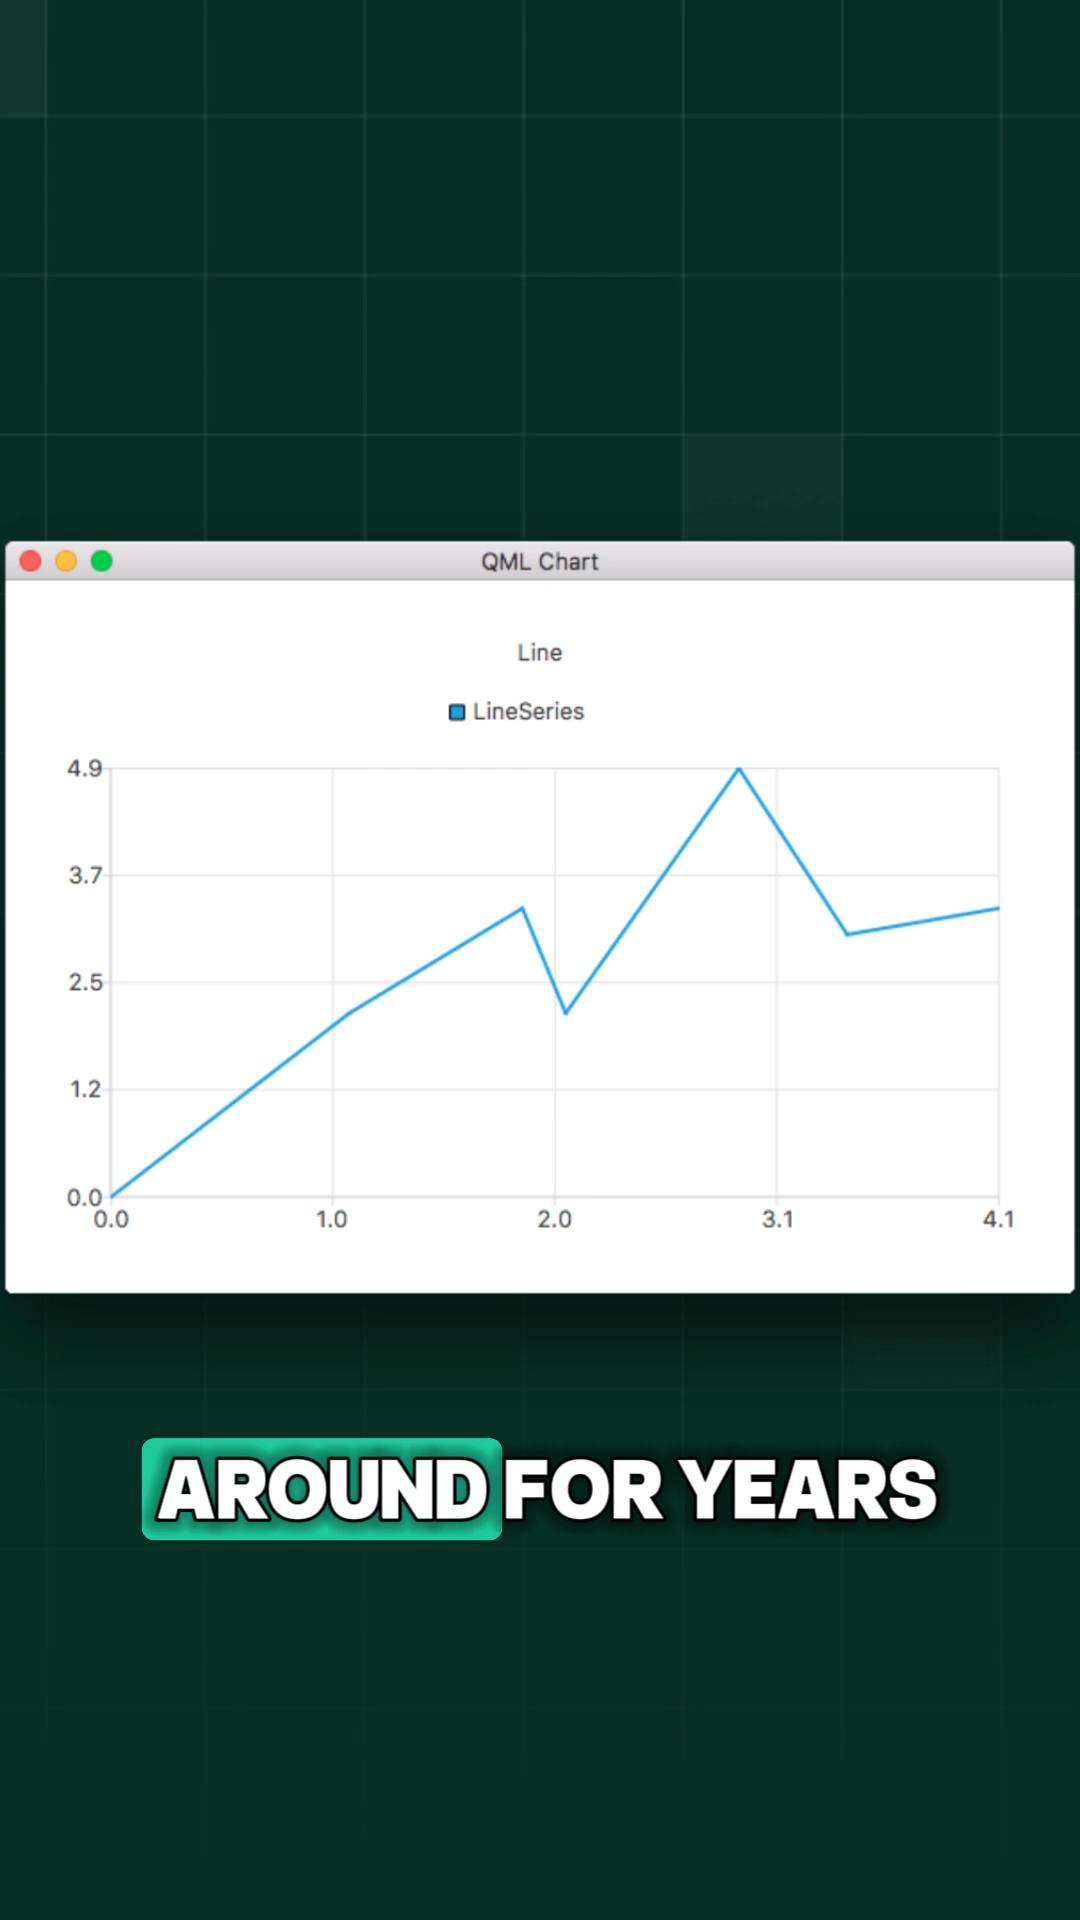 QML Chart
Line
LineSeries
4.9
3.7
2.5
1.2
0.0
0.0 1.0 2.0 3.1 4.1
AROUND FOR YEARS